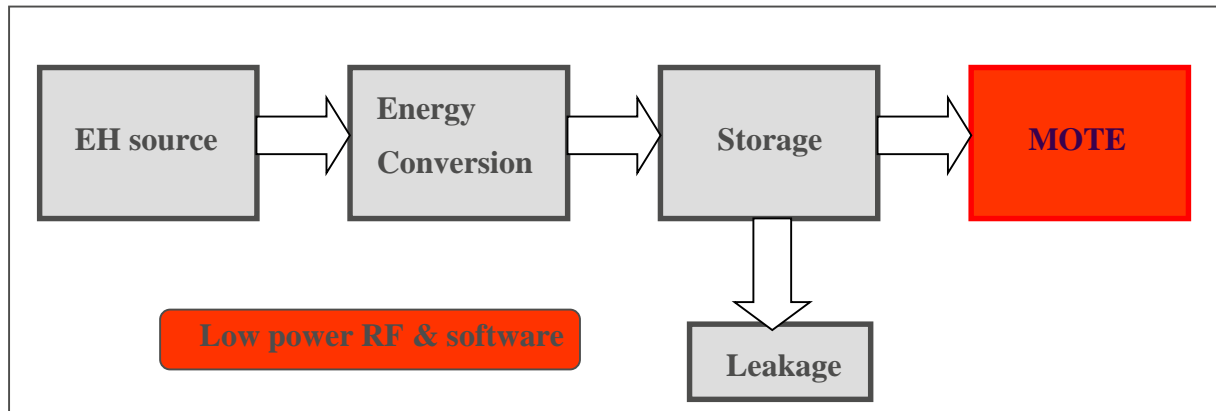 EH source
Energy
Conversion
Storage
MOTE
Low power RF & software
Leakage